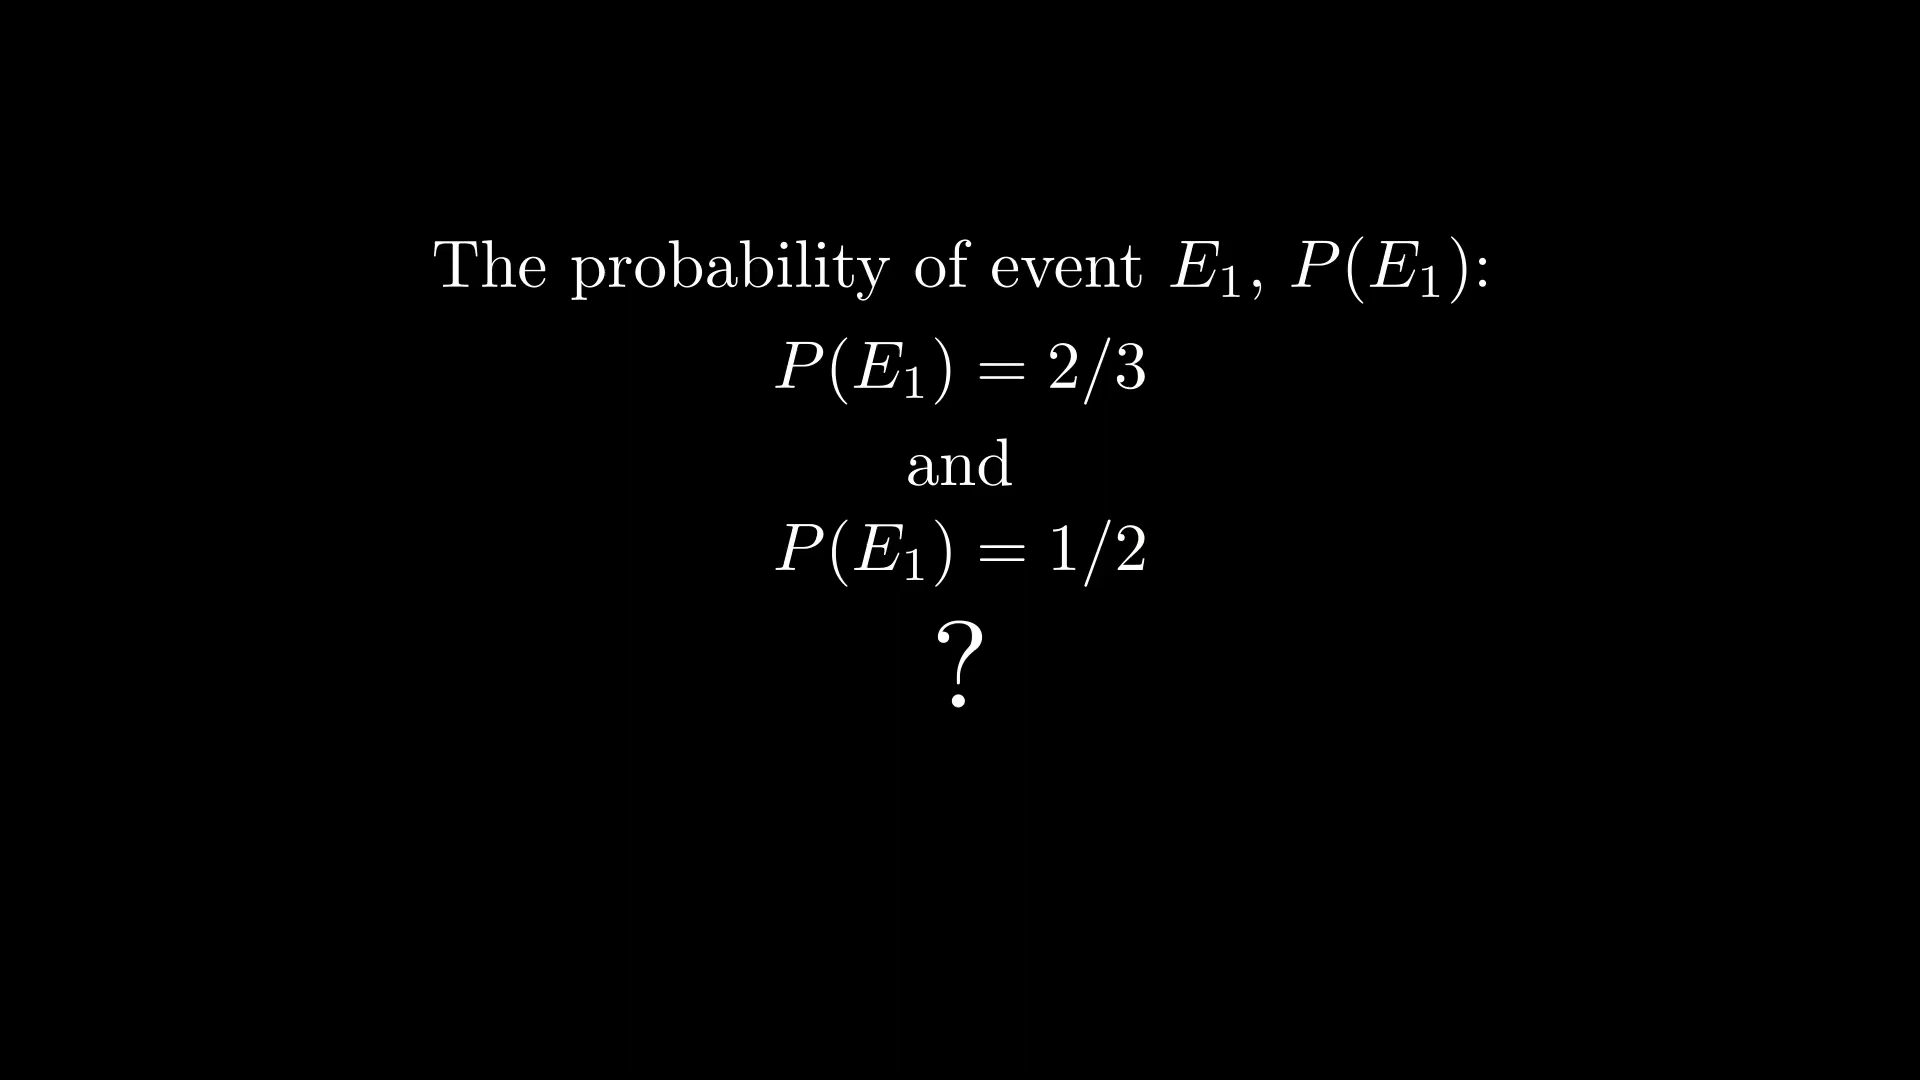 The probability of event E₁, P(E₁):
P(E₁) = 2/3
and
P(E₁) = 1/2
?